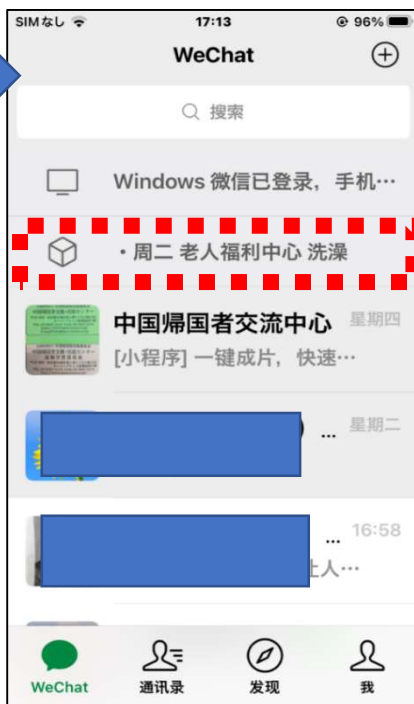 SIMなし 17:13 96%
WeChat
搜索
Windows 微信已登录，手机…
・周二 老人福利中心 洗澡
中国帰国者交流中心 星期四
[小程序] 一键成片，快速…
... 星期二
... 16:58
让人…
WeChat 通讯录 发现 我